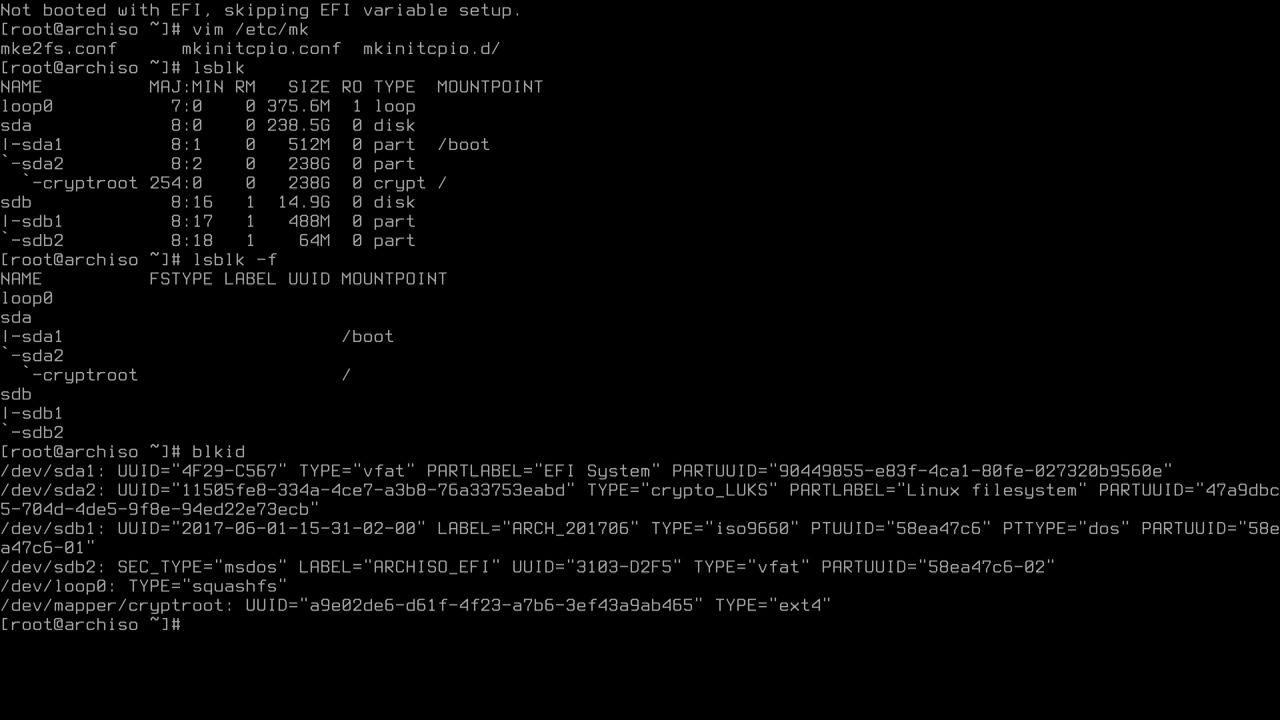 Not booted with EFI, skipping EFI variable setup.
[root@archiso ~]# vim /etc/mk
mke2fs.conf      mkinitcpio.conf  mkinitcpio.d/
[root@archiso ~]# lsblk
NAME          MAJ:MIN RM   SIZE RO TYPE  MOUNTPOINT
loop0           7:0    0 375.6M  1 loop
sda             8:0    0 238.5G  0 disk
|-sda1          8:1    0   512M  0 part  /boot
`-sda2          8:2    0   238G  0 part
  `-cryptroot 254:0    0   238G  0 crypt /
sdb             8:16   1  14.9G  0 disk
|-sdb1          8:17   1   488M  0 part
`-sdb2          8:18   1    64M  0 part
[root@archiso ~]# lsblk -f
NAME          FSTYPE LABEL UUID MOUNTPOINT
loop0
sda
|-sda1                          /boot
`-sda2
  `-cryptroot                   /
sdb
|-sdb1
`-sdb2
[root@archiso ~]# blkid
/dev/sda1: UUID="4F29-C567" TYPE="vfat" PARTLABEL="EFI System" PARTUUID="90449855-e83f-4ca1-80fe-027320b9560e"
/dev/sda2: UUID="11505fe8-334a-4ce7-a3b8-76a33753eabd" TYPE="crypto_LUKS" PARTLABEL="Linux filesystem" PARTUUID="47a9dbc
5-704d-4de5-9f8e-94ed22e73ecb"
/dev/sdb1: UUID="2017-06-01-15-31-02-00" LABEL="ARCH_201706" TYPE="iso9660" PTUUID="58ea47c6" PTTYPE="dos" PARTUUID="58e
a47c6-01"
/dev/sdb2: SEC_TYPE="msdos" LABEL="ARCHISO_EFI" UUID="3103-D2F5" TYPE="vfat" PARTUUID="58ea47c6-02"
/dev/loop0: TYPE="squashfs"
/dev/mapper/cryptroot: UUID="a9e02de6-d61f-4f23-a7b6-3ef43a9ab465" TYPE="ext4"
[root@archiso ~]#